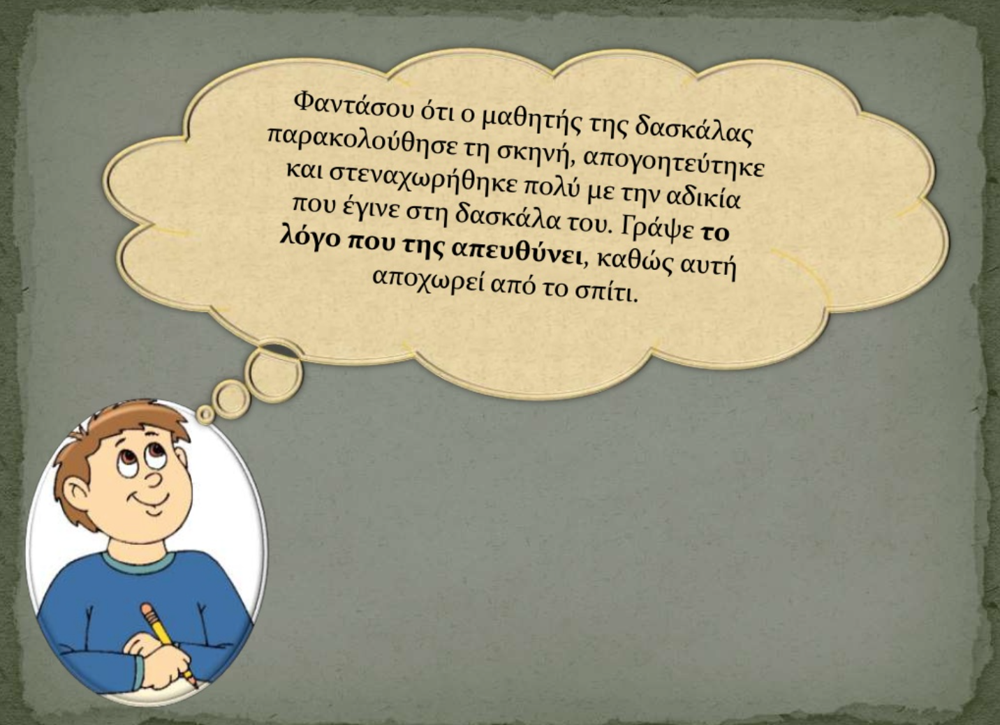 Φαντάσου ότι ο μαθητής της δασκάλας
παρακολούθησε τη σκηνή, απογοητεύτηκε
και στεναχωρήθηκε πολύ με την αδικία
που έγινε στη δασκάλα του. Γράψε το
λόγο που της απευθύνει, καθώς αυτή
αποχωρεί από το σπίτι.